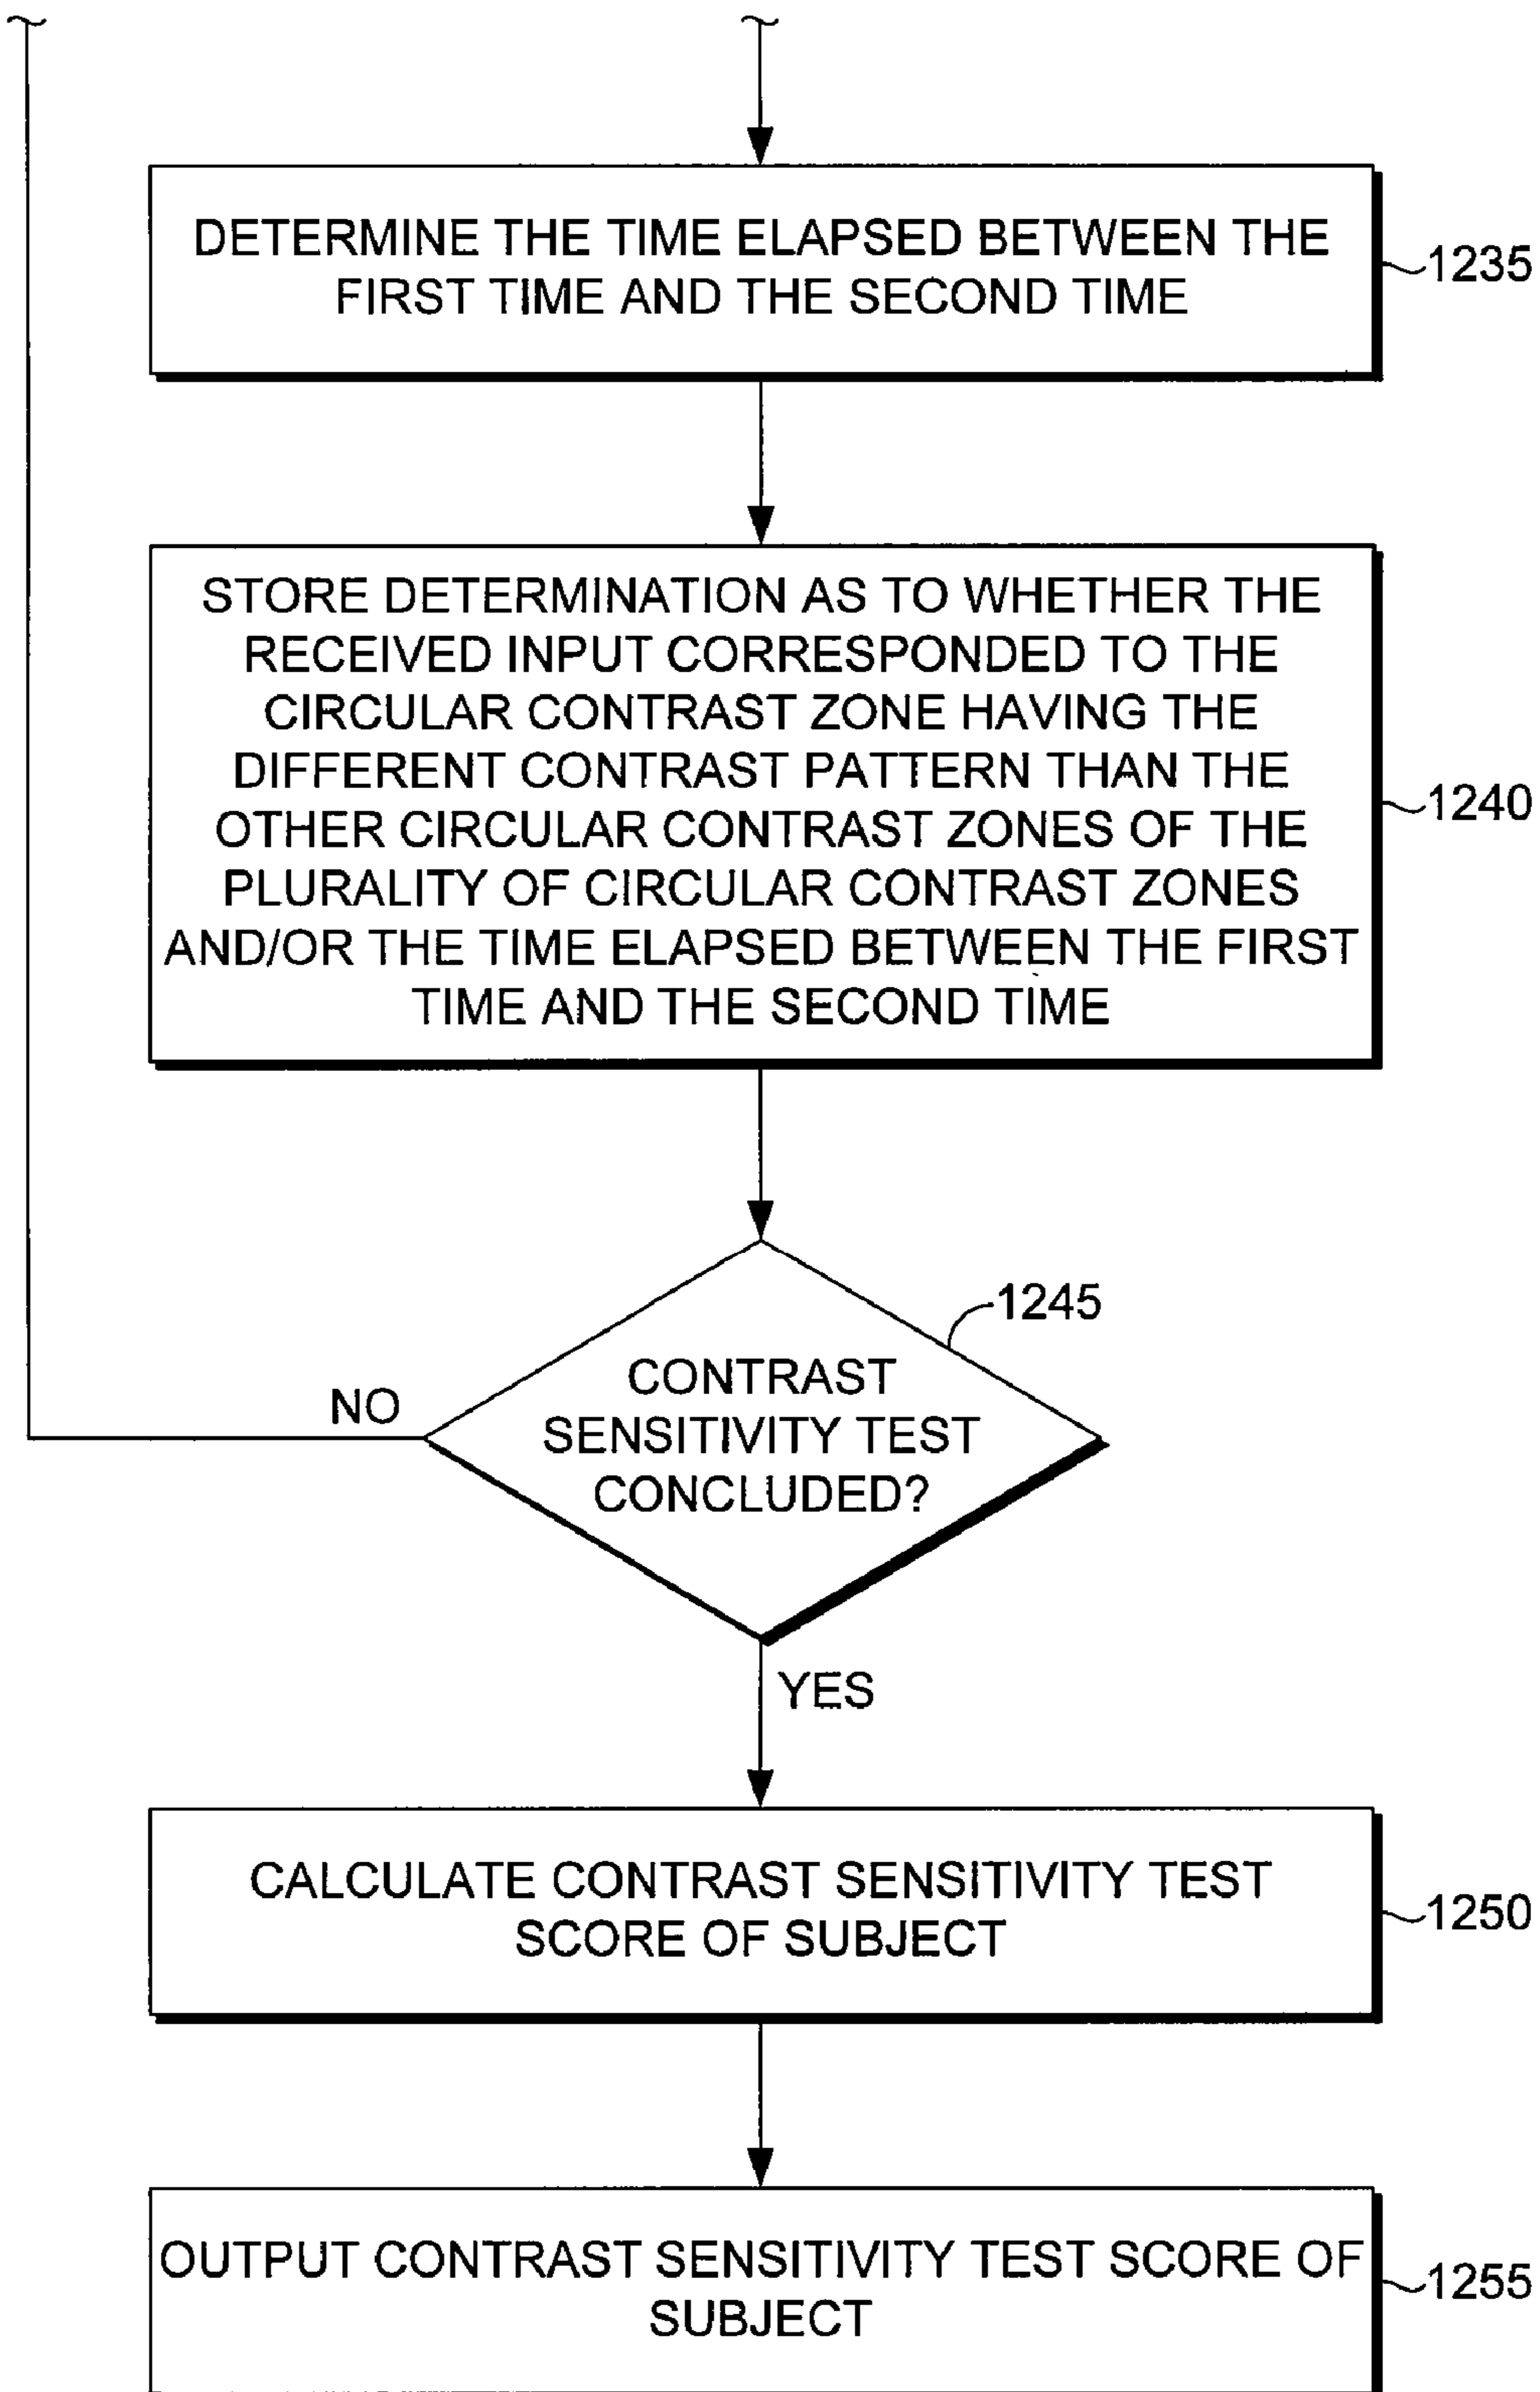 DETERMINE THE TIME ELAPSED BETWEEN THE
FIRST TIME AND THE SECOND TIME
1235
STORE DETERMINATION AS TO WHETHER THE
RECEIVED INPUT CORRESPONDED TO THE
CIRCULAR CONTRAST ZONE HAVING THE
DIFFERENT CONTRAST PATTERN THAN THE
OTHER CIRCULAR CONTRAST ZONES OF THE
PLURALITY OF CIRCULAR CONTRAST ZONES
AND/OR THE TIME ELAPSED BETWEEN THE FIRST
TIME AND THE SECOND TIME
1240
1245
CONTRAST
SENSITIVITY TEST
CONCLUDED?
NO
YES
CALCULATE CONTRAST SENSITIVITY TEST
SCORE OF SUBJECT
1250
OUTPUT CONTRAST SENSITIVITY TEST SCORE OF
SUBJECT
1255